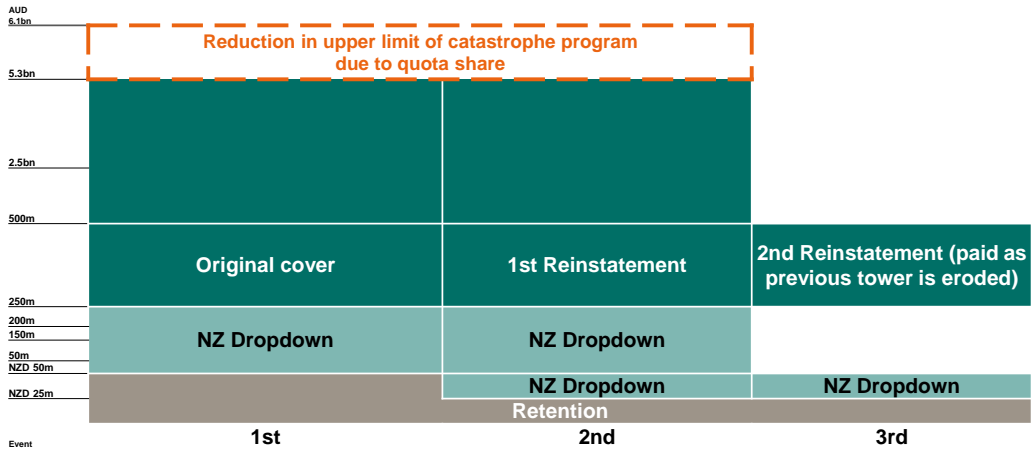 AUD
6.1bn
Reduction in upper limit of catastrophe program
due to quota share
5.3bn
2.5bn
500m
Original cover
1st Reinstatement
2nd Reinstatement (paid as
previous tower is eroded)
250m
200m
150m
NZ Dropdown
NZ Dropdown
50m
NZD 50m
NZ Dropdown
NZ Dropdown
NZD 25m
Retention
Event
1st
2nd
3rd